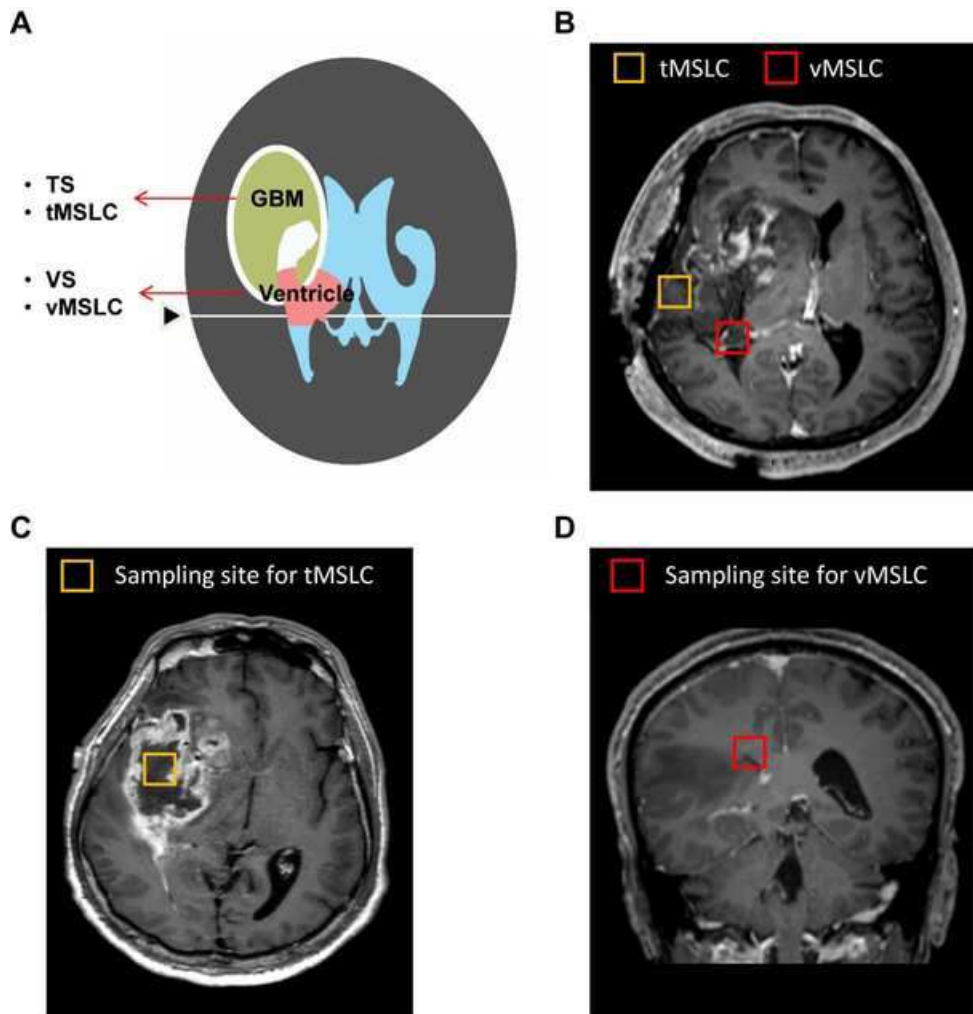 A
B
tMSLC vMSLC
• TS
• tMSLC
GBM
• VS
• vMSLC
Ventricle
C
D
Sampling site for tMSLC
Sampling site for vMSLC